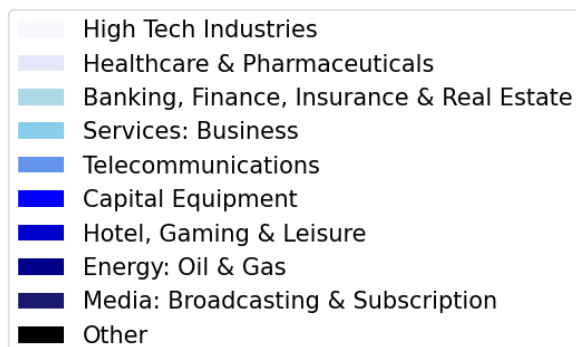 High Tech Industries
Healthcare & Pharmaceuticals
Banking, Finance, Insurance & Real Estate
Services: Business
Telecommunications
Capital Equipment
Hotel, Gaming & Leisure
Energy: Oil & Gas
Media: Broadcasting & Subscription
Other